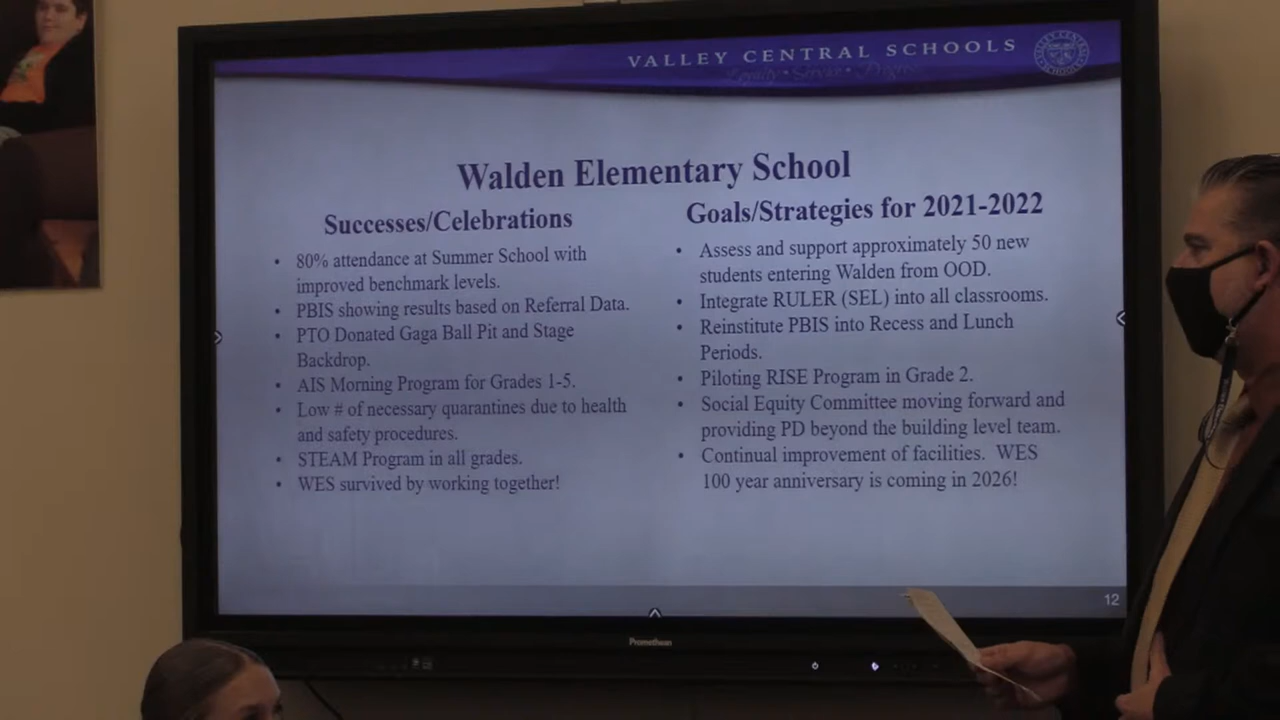 VALLEY CENTRAL SCHOOLS
Loyalty • Service • Progress
Walden Elementary School
Successes/Celebrations
• 80% attendance at Summer School with
improved benchmark levels.
• PBIS showing results based on Referral Data.
• PTO Donated Gaga Ball Pit and Stage
Backdrop.
• AIS Morning Program for Grades 1-5.
• Low # of necessary quarantines due to health
and safety procedures.
• STEAM Program in all grades.
• WES survived by working together!
Goals/Strategies for 2021-2022
• Assess and support approximately 50 new
students entering Walden from OOD.
• Integrate RULER (SEL) into all classrooms.
• Reinstitute PBIS into Recess and Lunch
Periods.
• Piloting RISE Program in Grade 2.
• Social Equity Committee moving forward and
providing PD beyond the building level team.
• Continual improvement of facilities. WES
100 year anniversary is coming in 2026!
12
Promethean